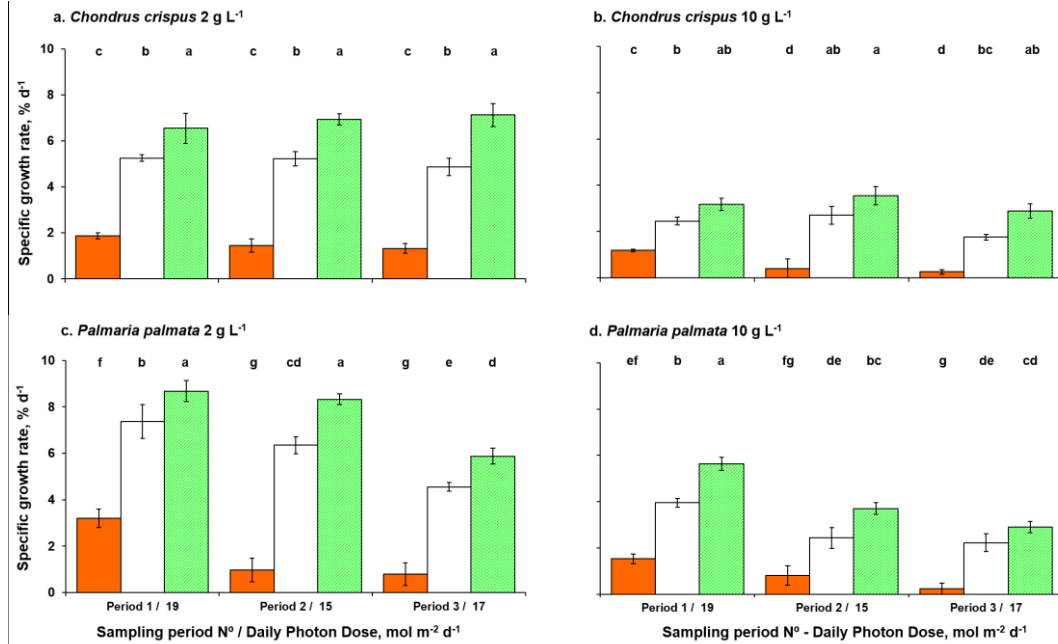 a. Chondrus crispus 2 g L⁻¹
c b a c b a c b a
10
8
6
4
2
0
Specific growth rate, % d⁻¹
b. Chondrus crispus 10 g L⁻¹
c b ab d ab a d bc ab
c. Palmaria palmata 2 g L⁻¹
f b a g cd a g e d
10
8
6
4
2
0
Specific growth rate, % d⁻¹
Period 1 / 19 Period 2 / 15 Period 3 / 17
Sampling period Nº / Daily Photon Dose, mol m⁻² d⁻¹
d. Palmaria palmata 10 g L⁻¹
ef b a fg de bc g de cd
Period 1 / 19 Period 2 / 15 Period 3 / 17
Sampling period Nº - Daily Photon Dose, mol m⁻² d⁻¹